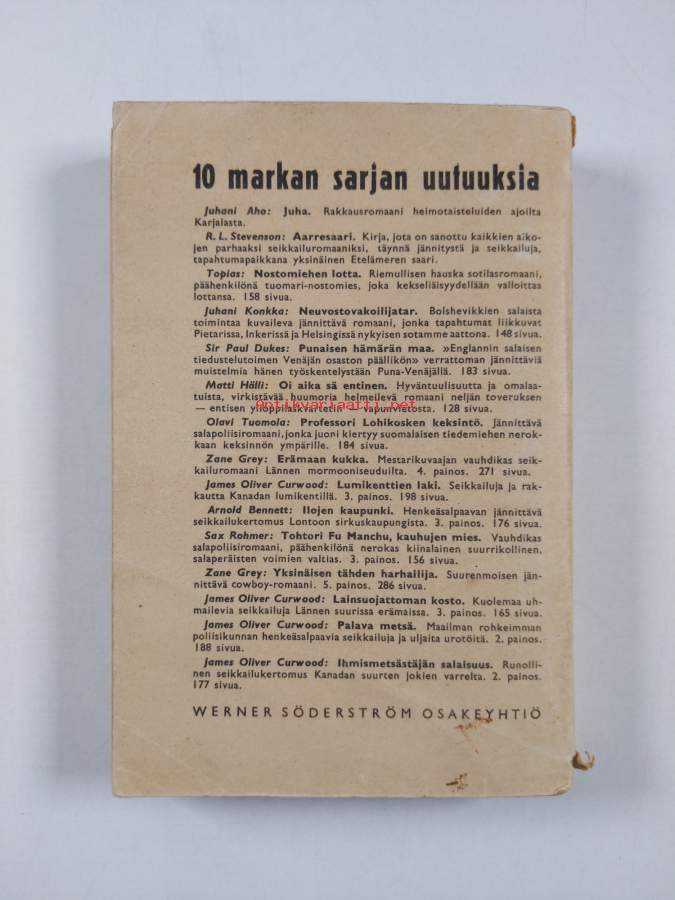 10 markan sarjan uutuuksia
Juhani Aho: Juha. Rakkausromaani heimotaisteluiden ajoilta
Karjalasta.
R. L. Stevenson: Aarresaari. Kirja, jota on sanottu kaikkien aiko-
jen parhaaksi seikkailuromaaniksi, täynnä jännitystä ja seikkailuja,
tapahtumapaikkana yksinäinen Etelämeren saari.
Topias: Nostomiehen lotta. Riemullisen hauska sotilasromaani,
päähenkilönä tuomari-nostomies, joka kekseliäisyydellään valloittaa
lottansa. 158 sivua.
Juhani Konkka: Neuvostovakoilijatar. Bolshevikkien salaista
toimintaa kuvaileva jännittävä romaani, jonka tapahtumat liikkuvat
Pietarissa, Inkerissä ja Helsingissä nykyisen sotamme aattona. 148 sivua.
Sir Paul Dukes: Punaisen hämärän maa. »Englannin salaisen
tiedustelutoimen Venäjän osaston päällikön» verrattoman jännittäviä
muistelmia hänen työskentelystään Puna-Venäjällä. 183 sivua.
Matti Hälli: Oi aika sä entinen. Hyväntuulisuutta ja omalaa-
tuista, virkistävää huumoria helmeilevä romaani neljän toveruksen
— entisen ylioppilaskvartetin — vapunvietosta. 128 sivua.
Antikvariaatti.net
Olavi Tuomola: Professori Lohikosken keksintö. Jännittävä
salapoliisiromaani, jonka juoni kiertyy suomalaisen tiedemiehen nerok-
kaan keksinnön ympärille. 184 sivua.
Zane Grey: Erämaan kukka. Mestarikuvaajan vauhdikas seik-
kailuromaani Lännen mormooniseuduilta. 4. painos. 271 sivua.
James Oliver Curwood: Lumikenttien laki. Seikkailuja ja rak-
kautta Kanadan lumikentillä. 3. painos. 198 sivua.
Arnold Bennett: Ilojen kaupunki. Henkeäsalpaavan jännittävä
seikkailukertomus Lontoon sirkuskaupungista. 3. painos. 176 sivua.
Sax Rohmer: Tohtori Fu Manchu, kauhujen mies. Vauhdikas
salapoliisiromaani, päähenkilönä nerokas kiinalainen suurrikollinen,
salaperäisten voimien valtias. 3. painos. 156 sivua.
Zane Grey: Yksinäisen tähden harhailija. Suurenmoisen jän-
nittävä cowboy-romaani. 5. painos. 286 sivua.
James Oliver Curwood: Lainsuojattoman kosto. Kuolemaa uh-
mailevia seikkailuja Lännen suurissa erämaissa. 3. painos. 165 sivua.
James Oliver Curwood: Palava metsä. Maailman rohkeimman
poliisikunnan henkeäsalpaavia seikkailuja ja uljaita urotöitä. 2. painos.
188 sivua.
James Oliver Curwood: Ihmismetsästäjän salaisuus. Runolli-
nen seikkailukertomus Kanadan suurten jokien varrelta. 2. painos.
177 sivua.
WERNER SÖDERSTRÖM OSAKEYHTIÖ